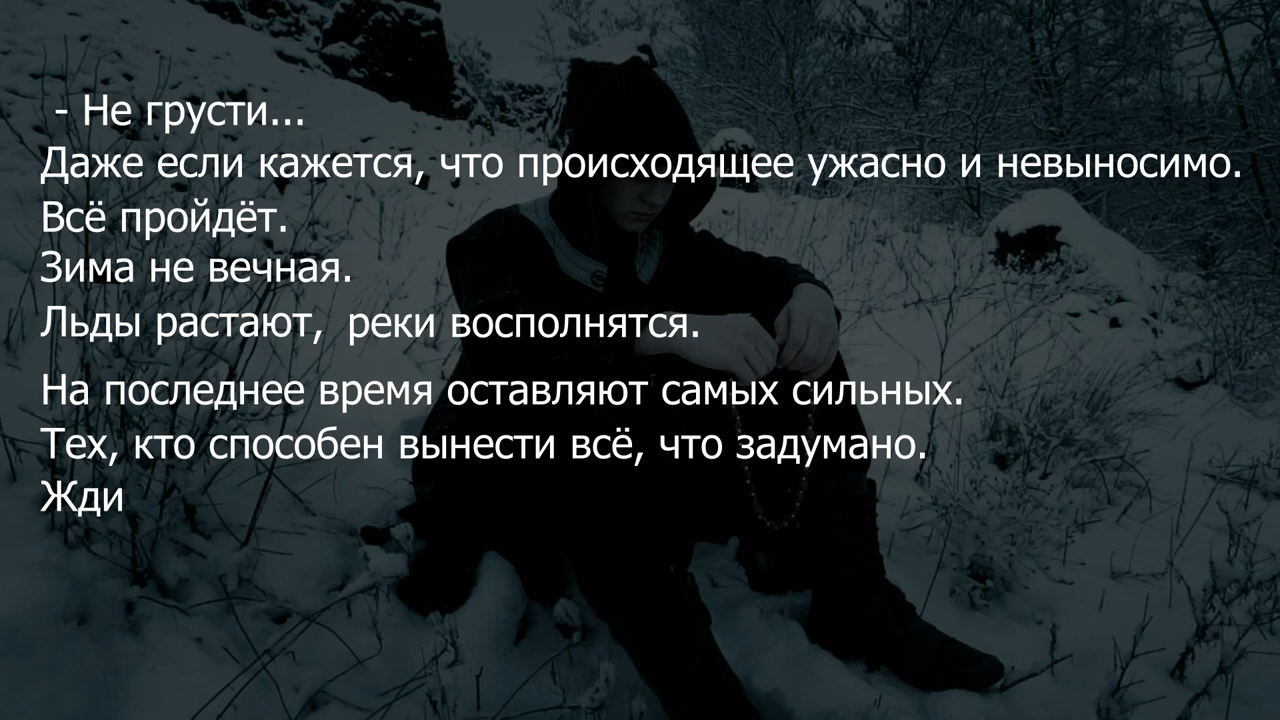 - Не грусти...
Даже если кажется, что происходящее ужасно и невыносимо.
Всё пройдёт.
Зима не вечная.
Льды растают, реки восполнятся.
На последнее время оставляют самых сильных.
Тех, кто способен вынести всё, что задумано.
Жди